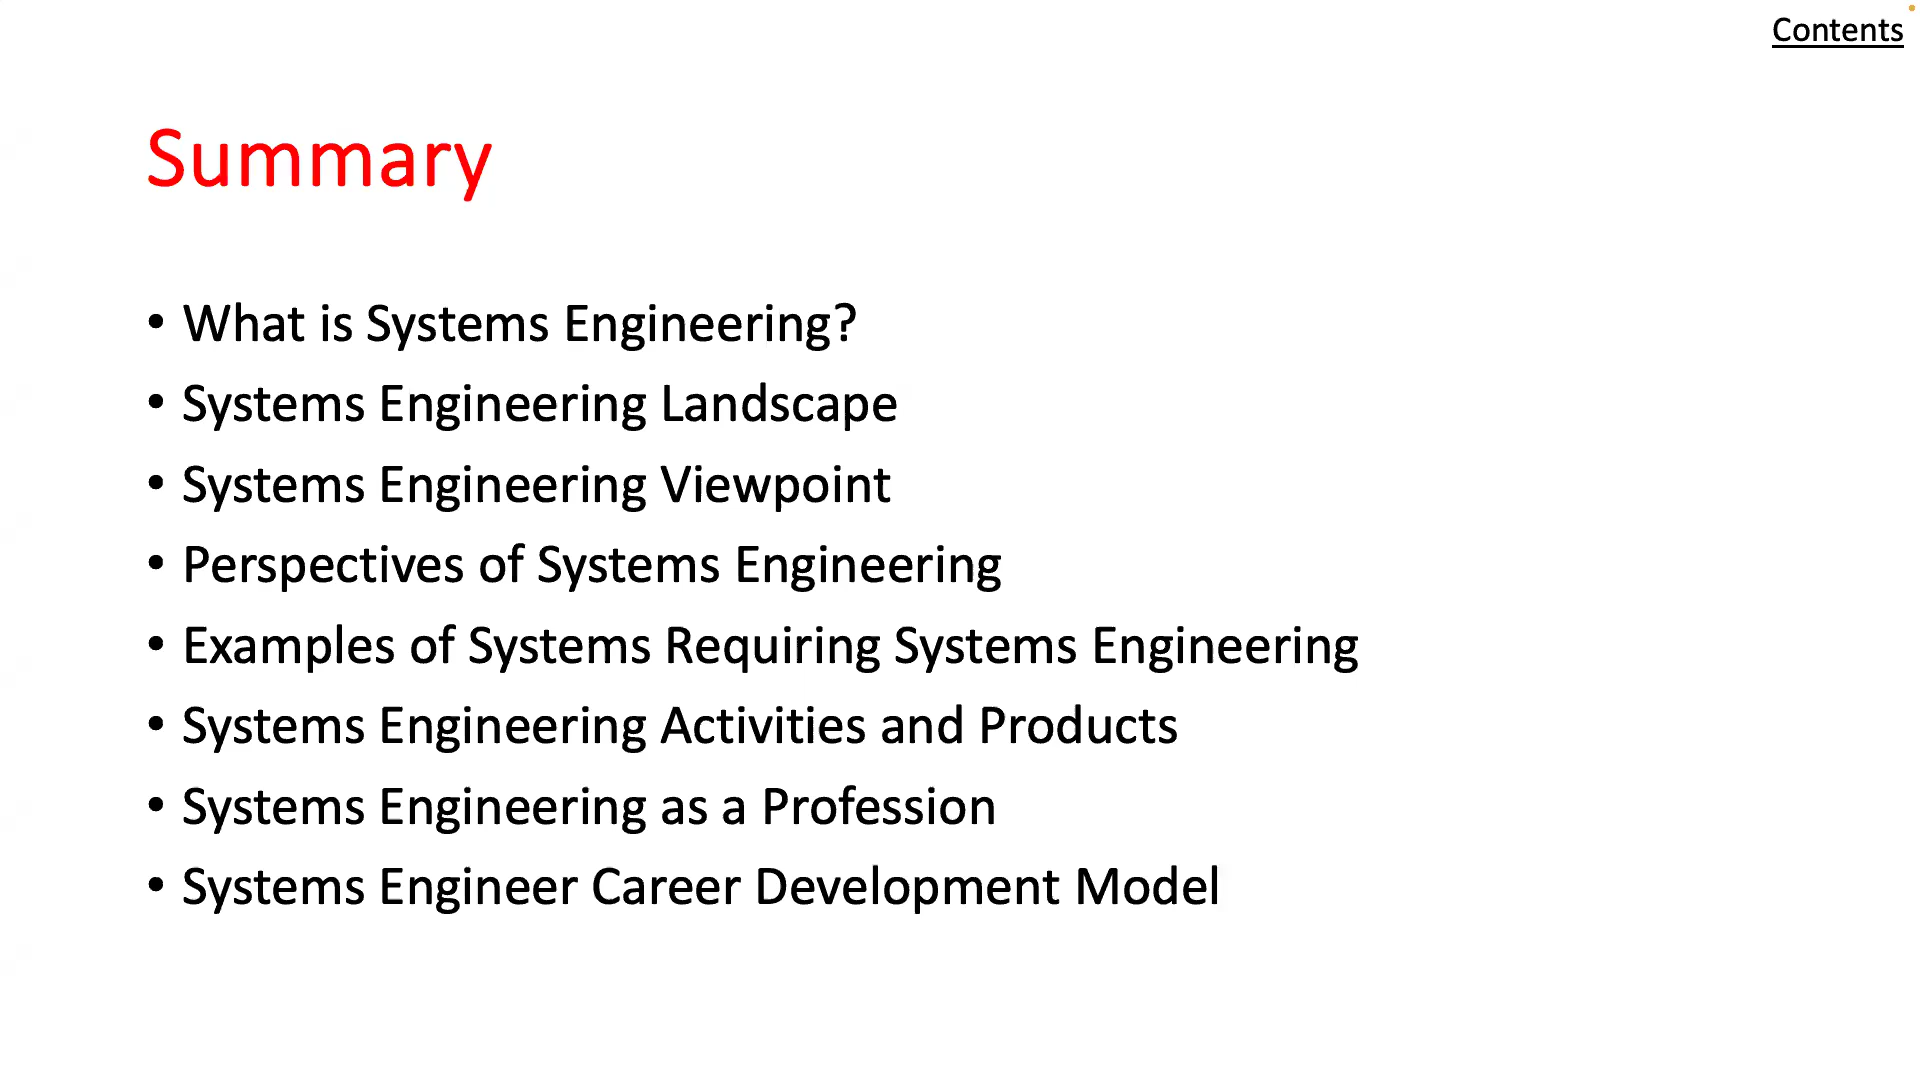 Contents
Summary
• What is Systems Engineering?
• Systems Engineering Landscape
• Systems Engineering Viewpoint
• Perspectives of Systems Engineering
• Examples of Systems Requiring Systems Engineering
• Systems Engineering Activities and Products
• Systems Engineering as a Profession
• Systems Engineer Career Development Model